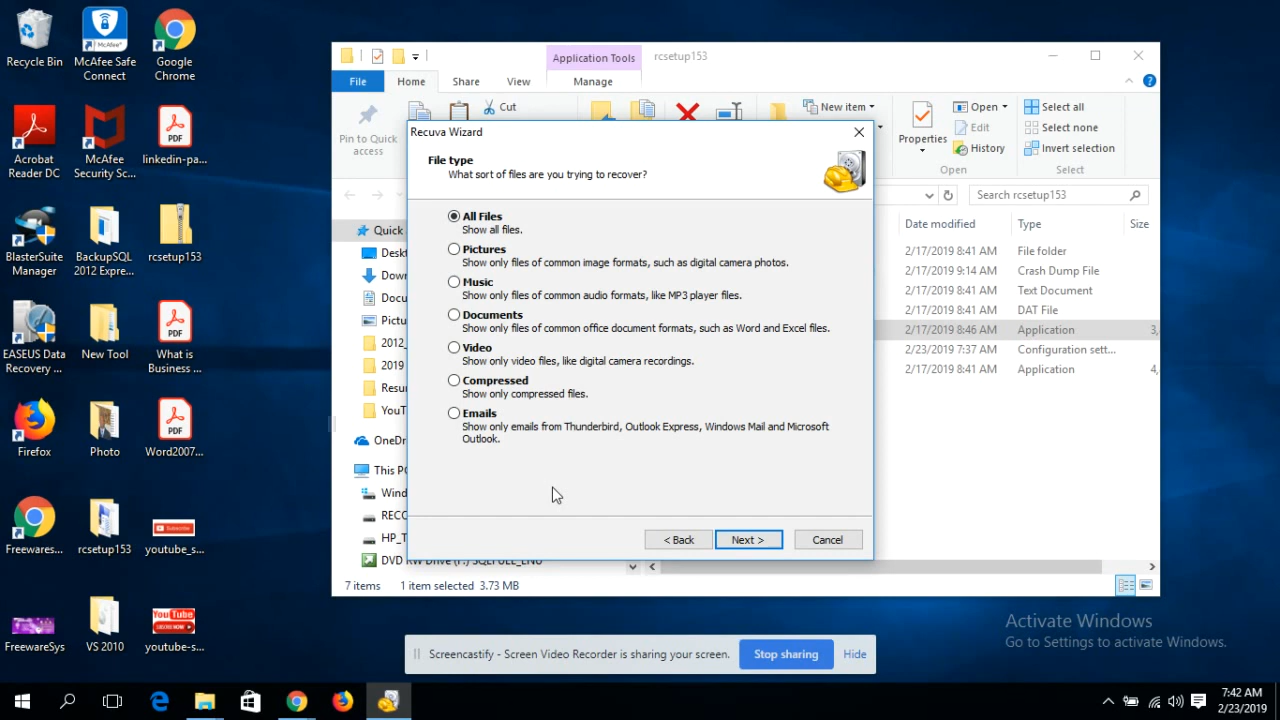 Recycle Bin
McAfee Safe
Connect
Google
Chrome
Acrobat
Reader DC
McAfee
Security Sc...
PDF
linkedin-pa...
BlasterSuite
Manager
BackupSQL
2012 Expre...
rcsetup153
EASEUS Data
Recovery ...
New Tool
PDF
What is
Business ...
Firefox
Photo
PDF
Word2007...
Freewares...
rcsetup153
Subscribe
youtube_s...
FreewareSys
VS 2010
YouTube
youtube-s...
Application Tools
rcsetup153
File
Home
Share
View
Manage
Pin to Quick
access
Cut
New item
Properties
Open
Edit
History
Open
Select all
Select none
Invert selection
Select
Search rcsetup153
Quick
Deskt
Down
Docu
Pictu
2012_
2019
Resu
YouT
OneDr
This PC
Wind
RECO
HP_T
DVD RW Drive (F:) SQLFULL_ENU
Date modified
Type
Size
2/17/2019 8:41 AM
File folder
2/17/2019 9:14 AM
Crash Dump File
2/17/2019 8:41 AM
Text Document
2/17/2019 8:41 AM
DAT File
2/17/2019 8:46 AM
Application
3,
2/23/2019 7:37 AM
Configuration sett...
2/17/2019 8:41 AM
Application
4,
7 items
1 item selected 3.73 MB
Recuva Wizard
File type
What sort of files are you trying to recover?
All Files
Show all files.
Pictures
Show only files of common image formats, such as digital camera photos.
Music
Show only files of common audio formats, like MP3 player files.
Documents
Show only files of common office document formats, such as Word and Excel files.
Video
Show only video files, like digital camera recordings.
Compressed
Show only compressed files.
Emails
Show only emails from Thunderbird, Outlook Express, Windows Mail and Microsoft
Outlook.
< Back
Next >
Cancel
Activate Windows
Go to Settings to activate Windows.
Screencastify - Screen Video Recorder is sharing your screen.
Stop sharing
Hide
7:42 AM
2/23/2019